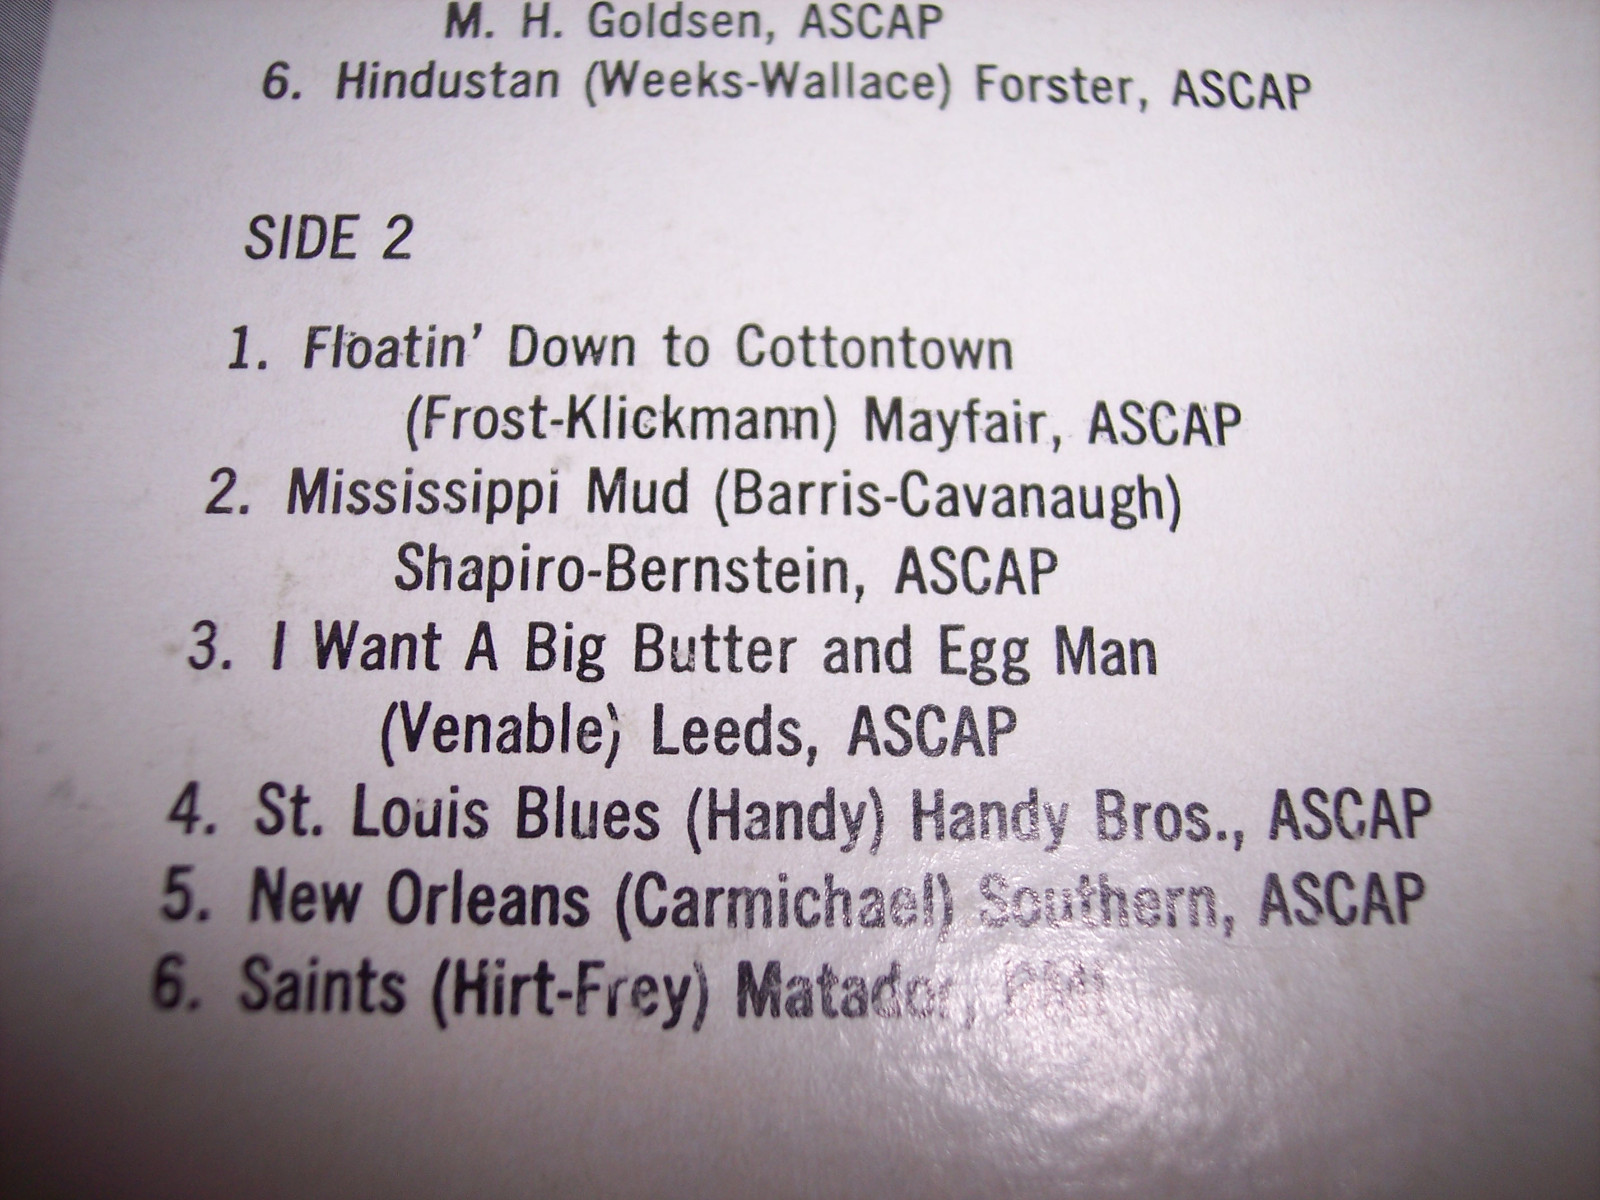 M. H. Goldsen, ASCAP
6. Hindustan (Weeks-Wallace) Forster, ASCAP
SIDE 2
1. Floatin' Down to Cottontown
(Frost-Klickmann) Mayfair, ASCAP
2. Mississippi Mud (Barris-Cavanaugh)
Shapiro-Bernstein, ASCAP
3. I Want A Big Butter and Egg Man
(Venable) Leeds, ASCAP
4. St. Louis Blues (Handy) Handy Bros., ASCAP
5. New Orleans (Carmichael) Southern, ASCAP
6. Saints (Hirt-Frey) Matador, BMI